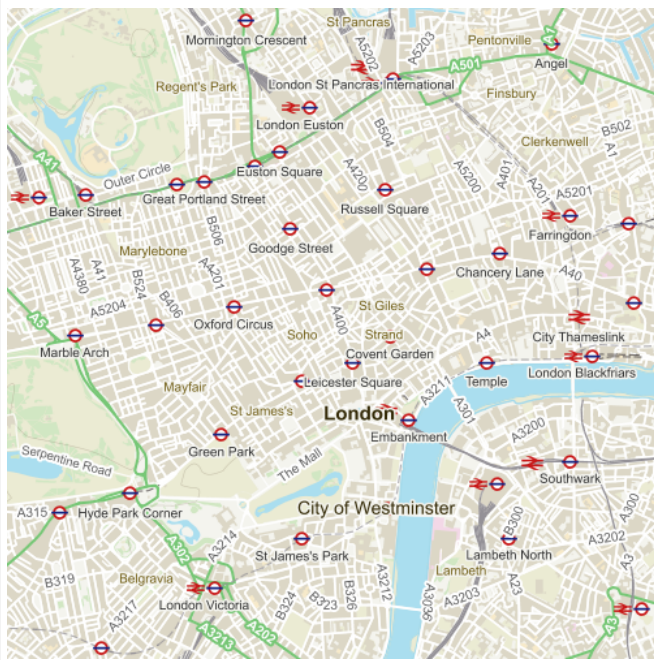 St Pancras
Pentonville
A1
Mornington Crescent
A5202
A5203
A501
Angel
Regent's Park
London St Pancras International
Finsbury
London Euston
B504
B502
Clerkenwell
A1
A41
Outer Circle
Euston Square
A4200
A5200
A401
A201
A5201
Baker Street
Great Portland Street
Russell Square
Farringdon
B506
Goodge Street
Marylebone
Chancery Lane
A4380
A41
B524
B406
A4201
A40
A5
A5204
Oxford Circus
A400
St Giles
Soho
Strand
A4
City Thameslink
Marble Arch
Covent Garden
Leicester Square
A3211
Temple
London Blackfriars
Mayfair
St James's
London
A301
Embankment
A3200
Green Park
The Mall
Serpentine Road
Southwark
Hyde Park Corner
City of Westminster
A315
B300
A300
A302
A3214
St James's Park
Lambeth North
A3202
A3
B319
Belgravia
Lambeth
London Victoria
A3217
B324
B323
B326
A3212
A3036
A3203
A23
A3
A3213
A202